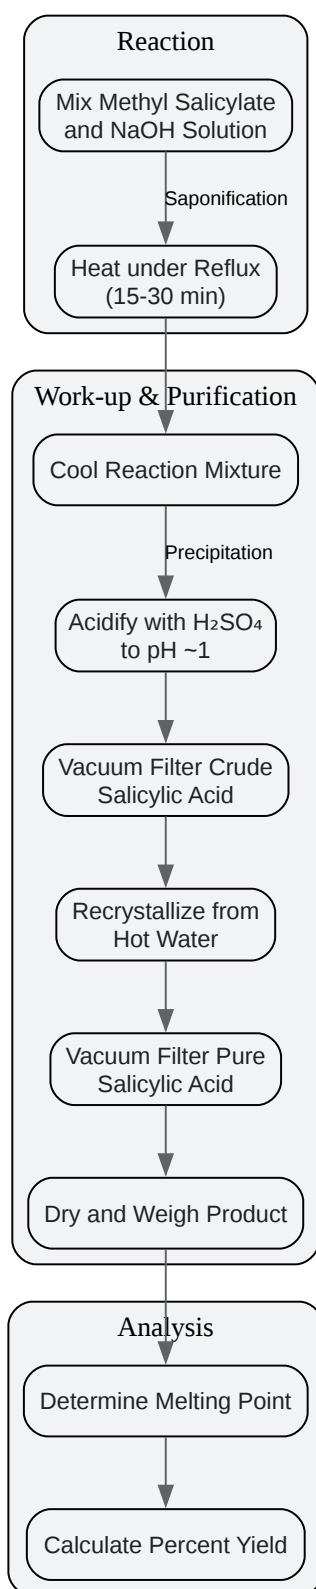 Reaction
Mix Methyl Salicylate
and NaOH Solution
Saponification
Heat under Reflux
(15-30 min)
Work-up & Purification
Cool Reaction Mixture
Precipitation
Acidify with H₂SO₄
to pH ~1
Vacuum Filter Crude
Salicylic Acid
Recrystallize from
Hot Water
Vacuum Filter Pure
Salicylic Acid
Dry and Weigh Product
Analysis
Determine Melting Point
Calculate Percent Yield